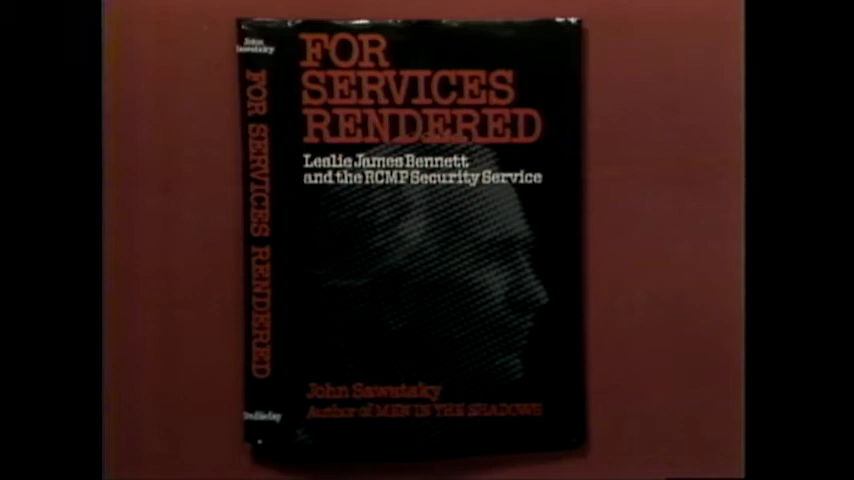 John
Sawatsky
FOR SERVICES RENDERED
Doubleday
FOR
SERVICES
RENDERED
Leslie James Bennett
and the RCMP Security Service
John Sawatsky
Author of MEN IN THE SHADOWS